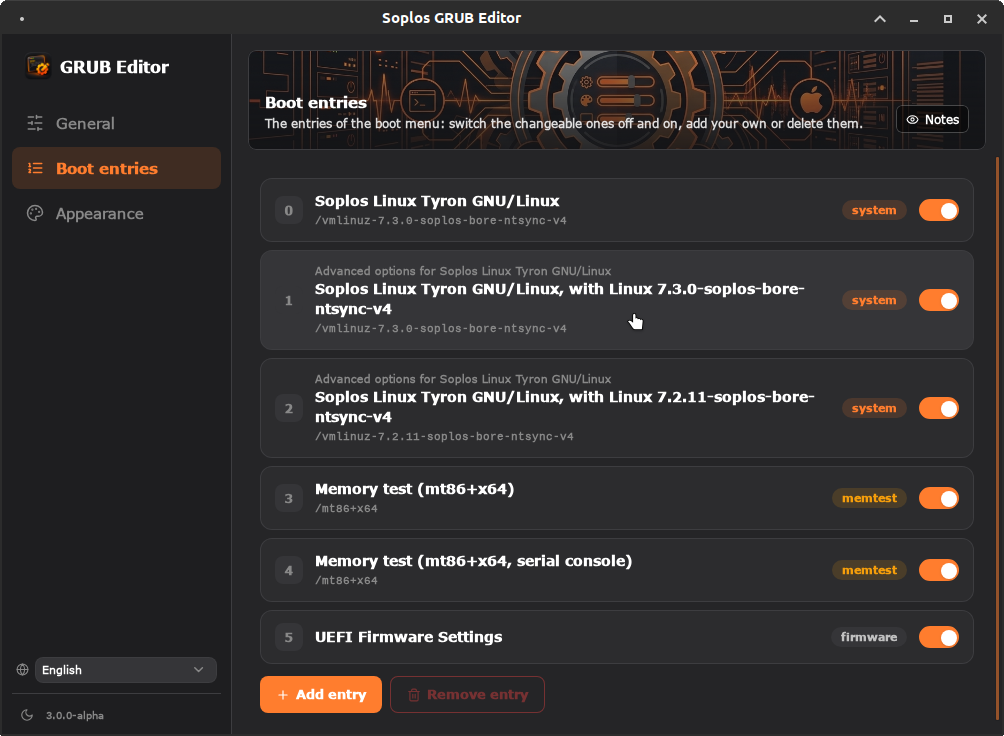 Soplos GRUB Editor
GRUB Editor
General
Boot entries
Appearance
English
3.0.0-alpha
Boot entries
The entries of the boot menu: switch the changeable ones off and on, add your own or delete them.
Notes
0
Soplos Linux Tyron GNU/Linux
/vmlinuz-7.3.0-soplos-bore-ntsync-v4
system
1
Advanced options for Soplos Linux Tyron GNU/Linux
Soplos Linux Tyron GNU/Linux, with Linux 7.3.0-soplos-bore-
ntsync-v4
/vmlinuz-7.3.0-soplos-bore-ntsync-v4
system
2
Advanced options for Soplos Linux Tyron GNU/Linux
Soplos Linux Tyron GNU/Linux, with Linux 7.2.11-soplos-bore-
ntsync-v4
/vmlinuz-7.2.11-soplos-bore-ntsync-v4
system
3
Memory test (mt86+x64)
/mt86+x64
memtest
4
Memory test (mt86+x64, serial console)
/mt86+x64
memtest
5
UEFI Firmware Settings
firmware
+ Add entry
Remove entry